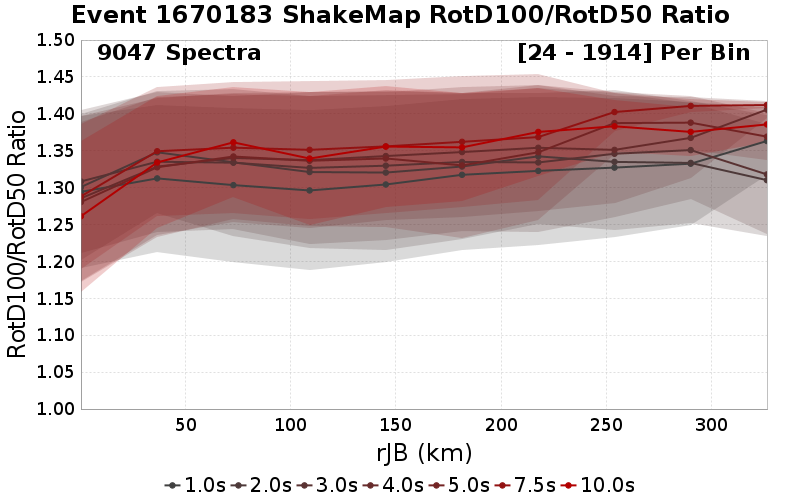 Event 1670183 ShakeMap RotD100/RotD50 Ratio
9047 Spectra
[24 - 1914] Per Bin
RotD100/RotD50 Ratio
1.50
1.45
1.40
1.35
1.30
1.25
1.20
1.15
1.10
1.05
1.00
50 100 150 200 250 300
rJB (km)
1.0s 2.0s 3.0s 4.0s 5.0s 7.5s 10.0s